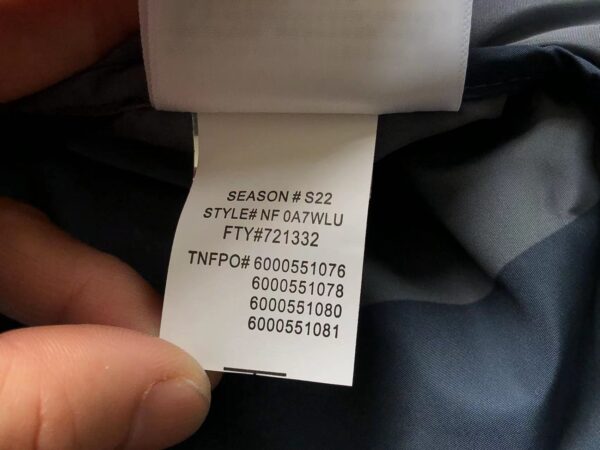 SEASON # S22
STYLE# NF 0A7WLU
FTY#721332
TNFPO# 6000551076
6000551078
6000551080
6000551081